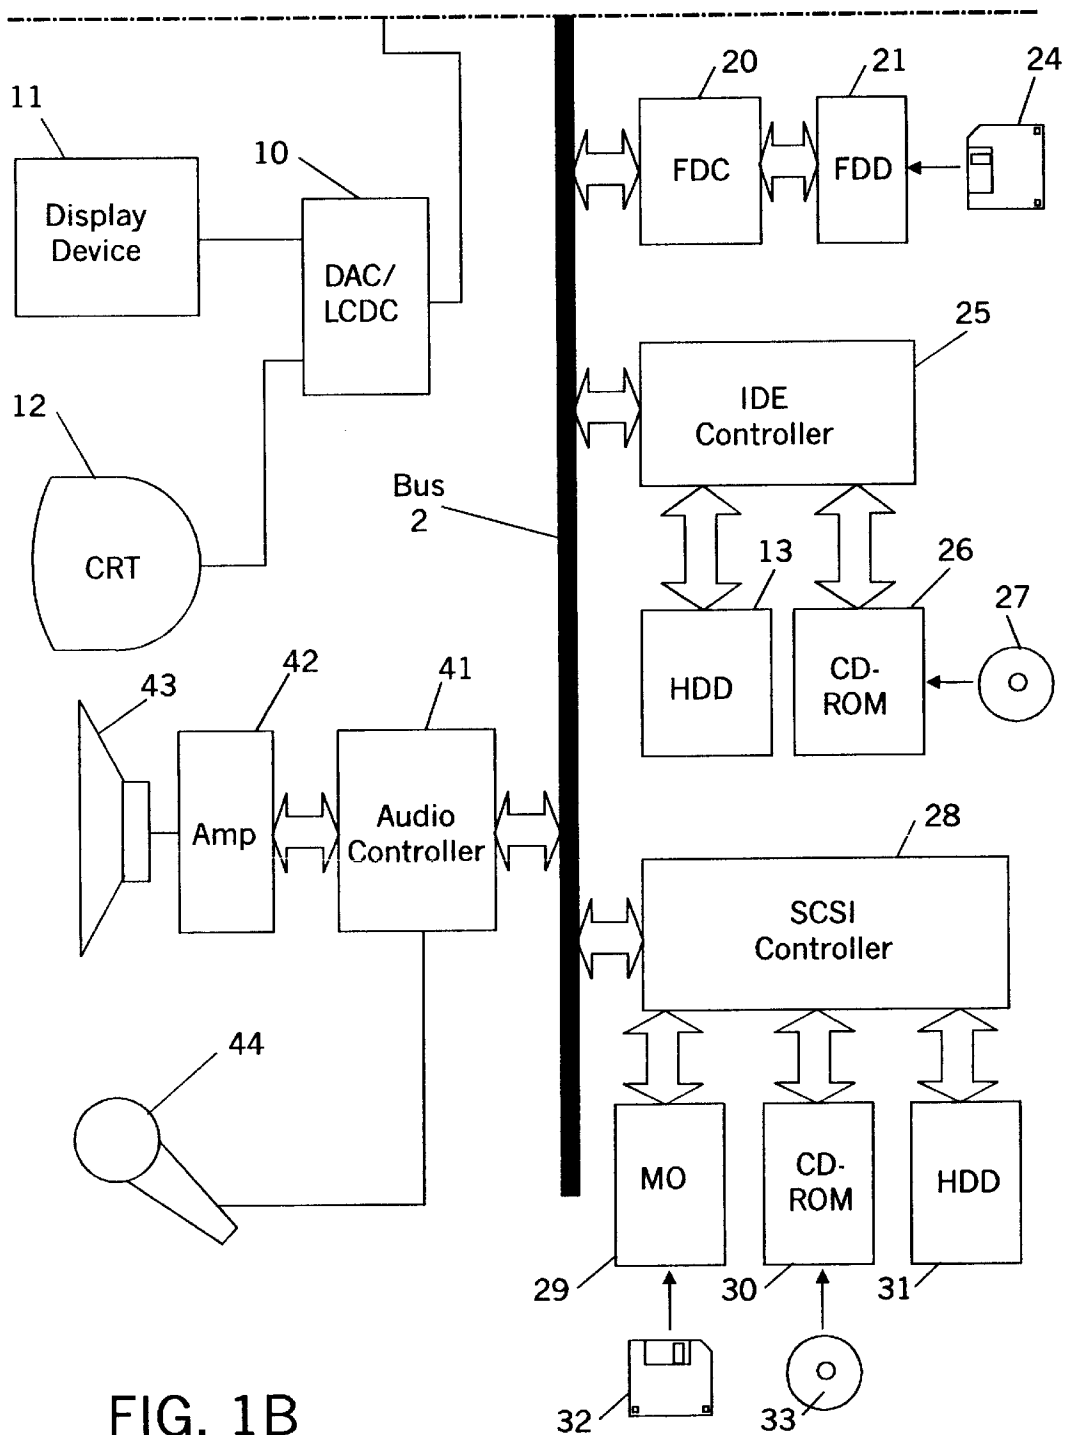 20
21
24
11
10
FDC
FDD
Display
Device
DAC/
LCDC
25
IDE
Controller
12
Bus
2
CRT
13
26
27
HDD
CD-
ROM
43
42
41
Amp
Audio
Controller
28
SCSI
Controller
44
MO
CD-
ROM
HDD
29
30
31
32
33
FIG. 1B